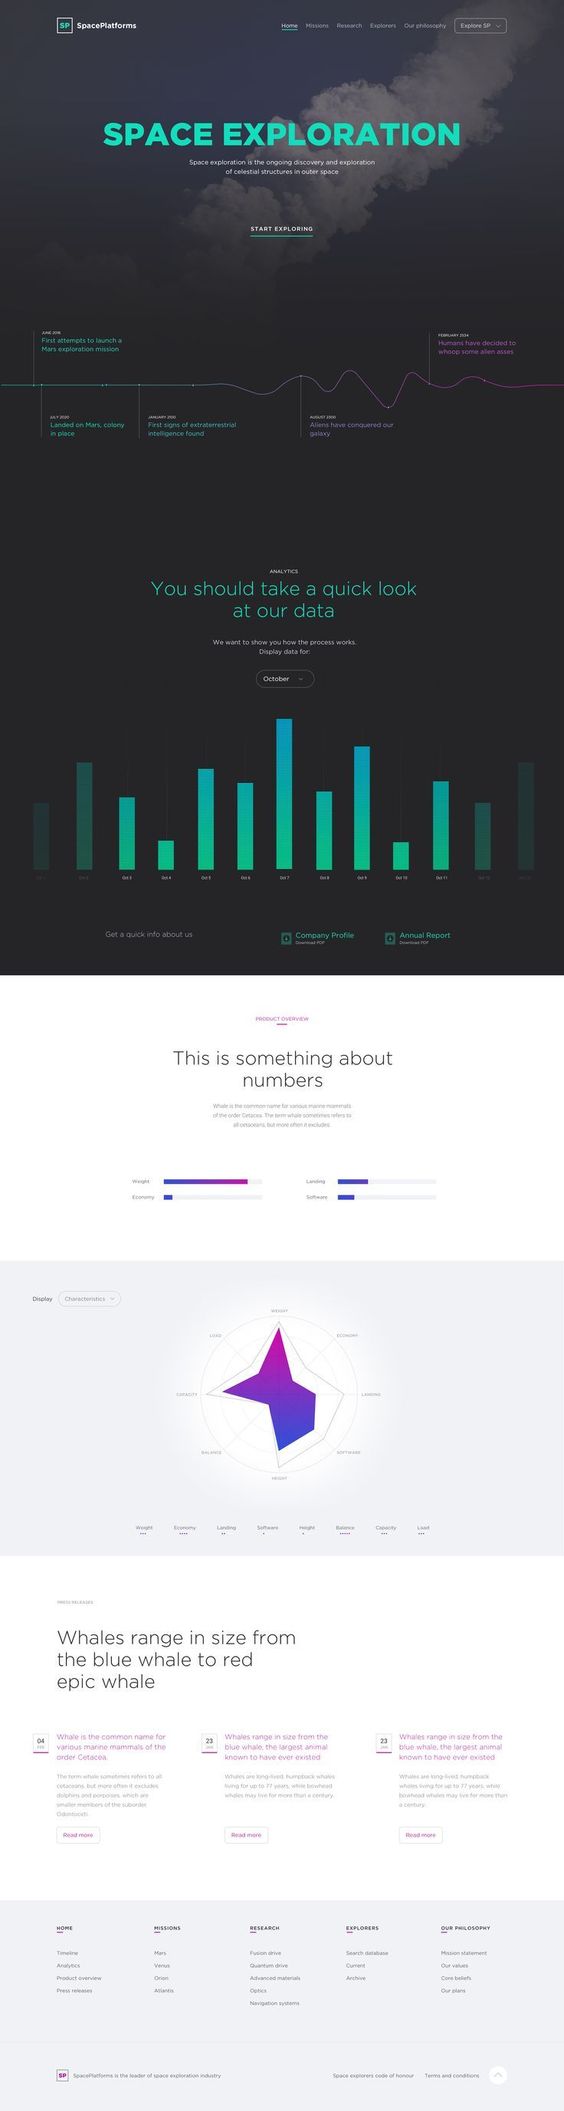 SP SpacePlatforms
Home Missions Research Explorers Our philosophy Explore SP
SPACE EXPLORATION
Space exploration is the ongoing discovery and exploration
of celestial structures in outer space
START EXPLORING
JUNE 2018
First attempts to launch a
Mars exploration mission
FEBRUARY 2534
Humans have decided to
whoop some alien asses
JULY 2020
Landed on Mars, colony
in place
JANUARY 2100
First signs of extraterrestrial
intelligence found
AUGUST 2300
Aliens have conquered our
galaxy
ANALYTICS
You should take a quick look
at our data
We want to show you how the process works.
Display data for:
October
Oct 2 Oct 3 Oct 4 Oct 5 Oct 6 Oct 7 Oct 8 Oct 9 Oct 10 Oct 11 Oct 12
Get a quick info about us
Company Profile
Download PDF
Annual Report
Download PDF
PRODUCT OVERVIEW
This is something about
numbers
Whale is the common name for various marine mammals
of the order Cetacea. The term whale sometimes refers to
all cetaceans, but more often it excludes
Weight Landing
Economy Software
Display Characteristics
WEIGHT
LOAD ECONOMY
CAPACITY LANDING
BALANCE SOFTWARE
HEIGHT
Weight Economy Landing Software Height Balance Capacity Load
PRESS RELEASES
Whales range in size from
the blue whale to red
epic whale
04
FEB
Whale is the common name for
various marine mammals of the
order Cetacea.
The term whale sometimes refers to all
cetaceans, but more often it excludes
dolphins and porpoises, which are
smaller members of the suborder
Odontoceti
Read more
23
JAN
Whales range in size from the
blue whale, the largest animal
known to have ever existed
Whales are long-lived, humpback whales
living for up to 77 years, while bowhead
whales may live for more than a century.
Read more
23
JAN
Whales range in size from the
blue whale, the largest animal
known to have ever existed
Whales are long-lived, humpback
whales living for up to 77 years, while
bowhead whales may live for more than
a century.
Read more
HOME MISSIONS RESEARCH EXPLORERS OUR PHILOSOPHY
Timeline Mars Fusion drive Search database Mission statement
Analytics Venus Quantum drive Current Our values
Product overview Orion Advanced materials Archive Core beliefs
Press releases Atlantis Optics Our plans
Navigation systems
SP SpacePlatforms is the leader of space exploration industry Space explorers code of honour Terms and conditions